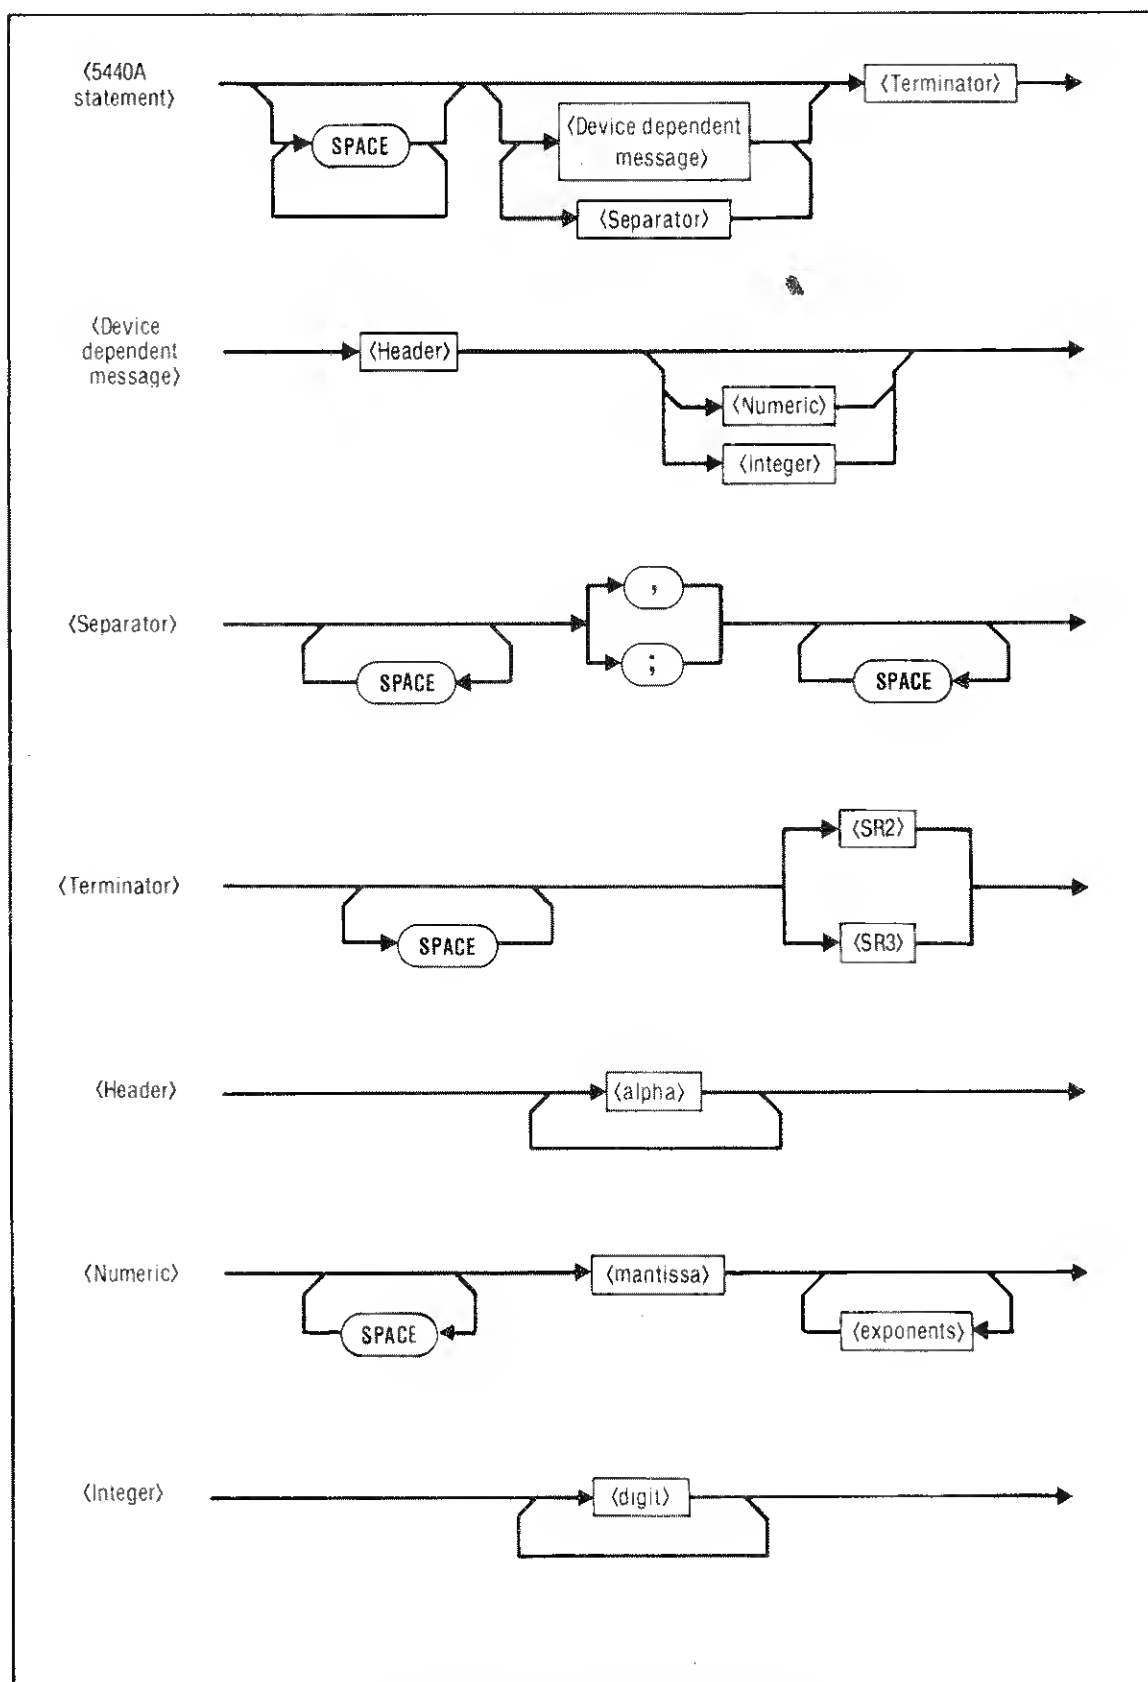 〈5440A
statement〉
〈Terminator〉
SPACE
〈Device dependent
message〉
〈Separator〉
〈Device
dependent
message〉
〈Header〉
〈Numeric〉
〈integer〉
〈Separator〉
,
;
SPACE
SPACE
〈Terminator〉
〈SR2〉
SPACE
〈SR3〉
〈Header〉
〈alpha〉
〈Numeric〉
〈mantissa〉
SPACE
〈exponents〉
〈Integer〉
〈digit〉